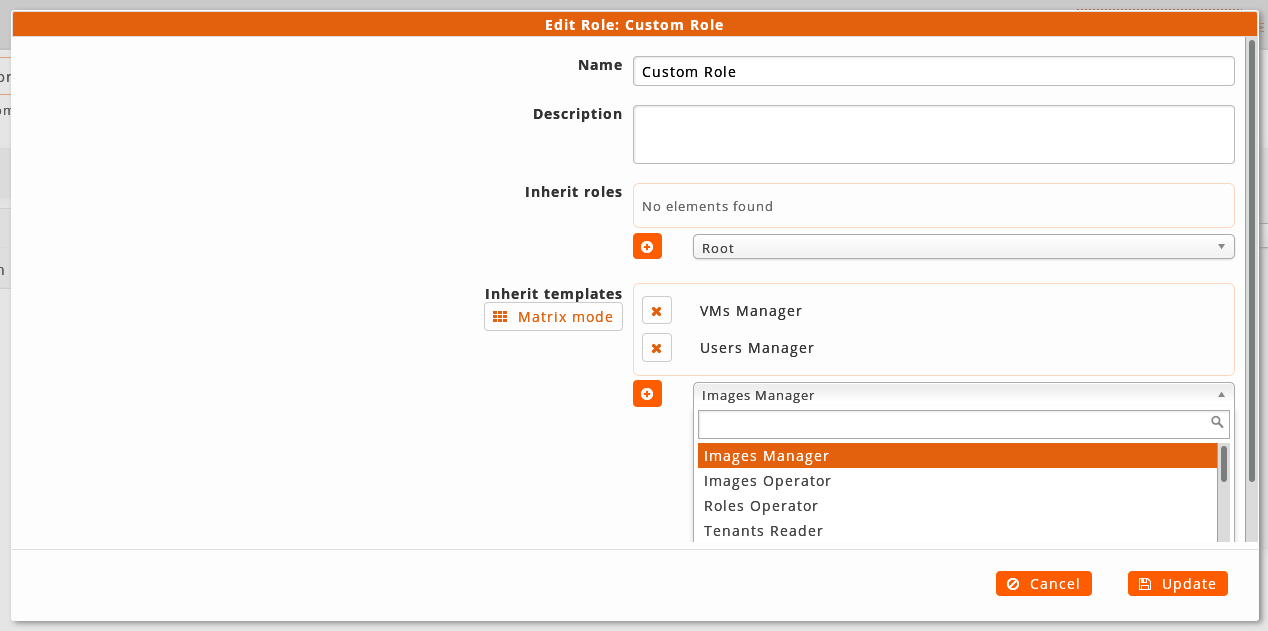 Edit Role: Custom Role
Name
Custom Role
Description
Inherit roles
No elements found
Root
Inherit templates
Matrix mode
VMs Manager
Users Manager
Images Manager
Images Manager
Images Operator
Roles Operator
Tenants Reader
Cancel
Update